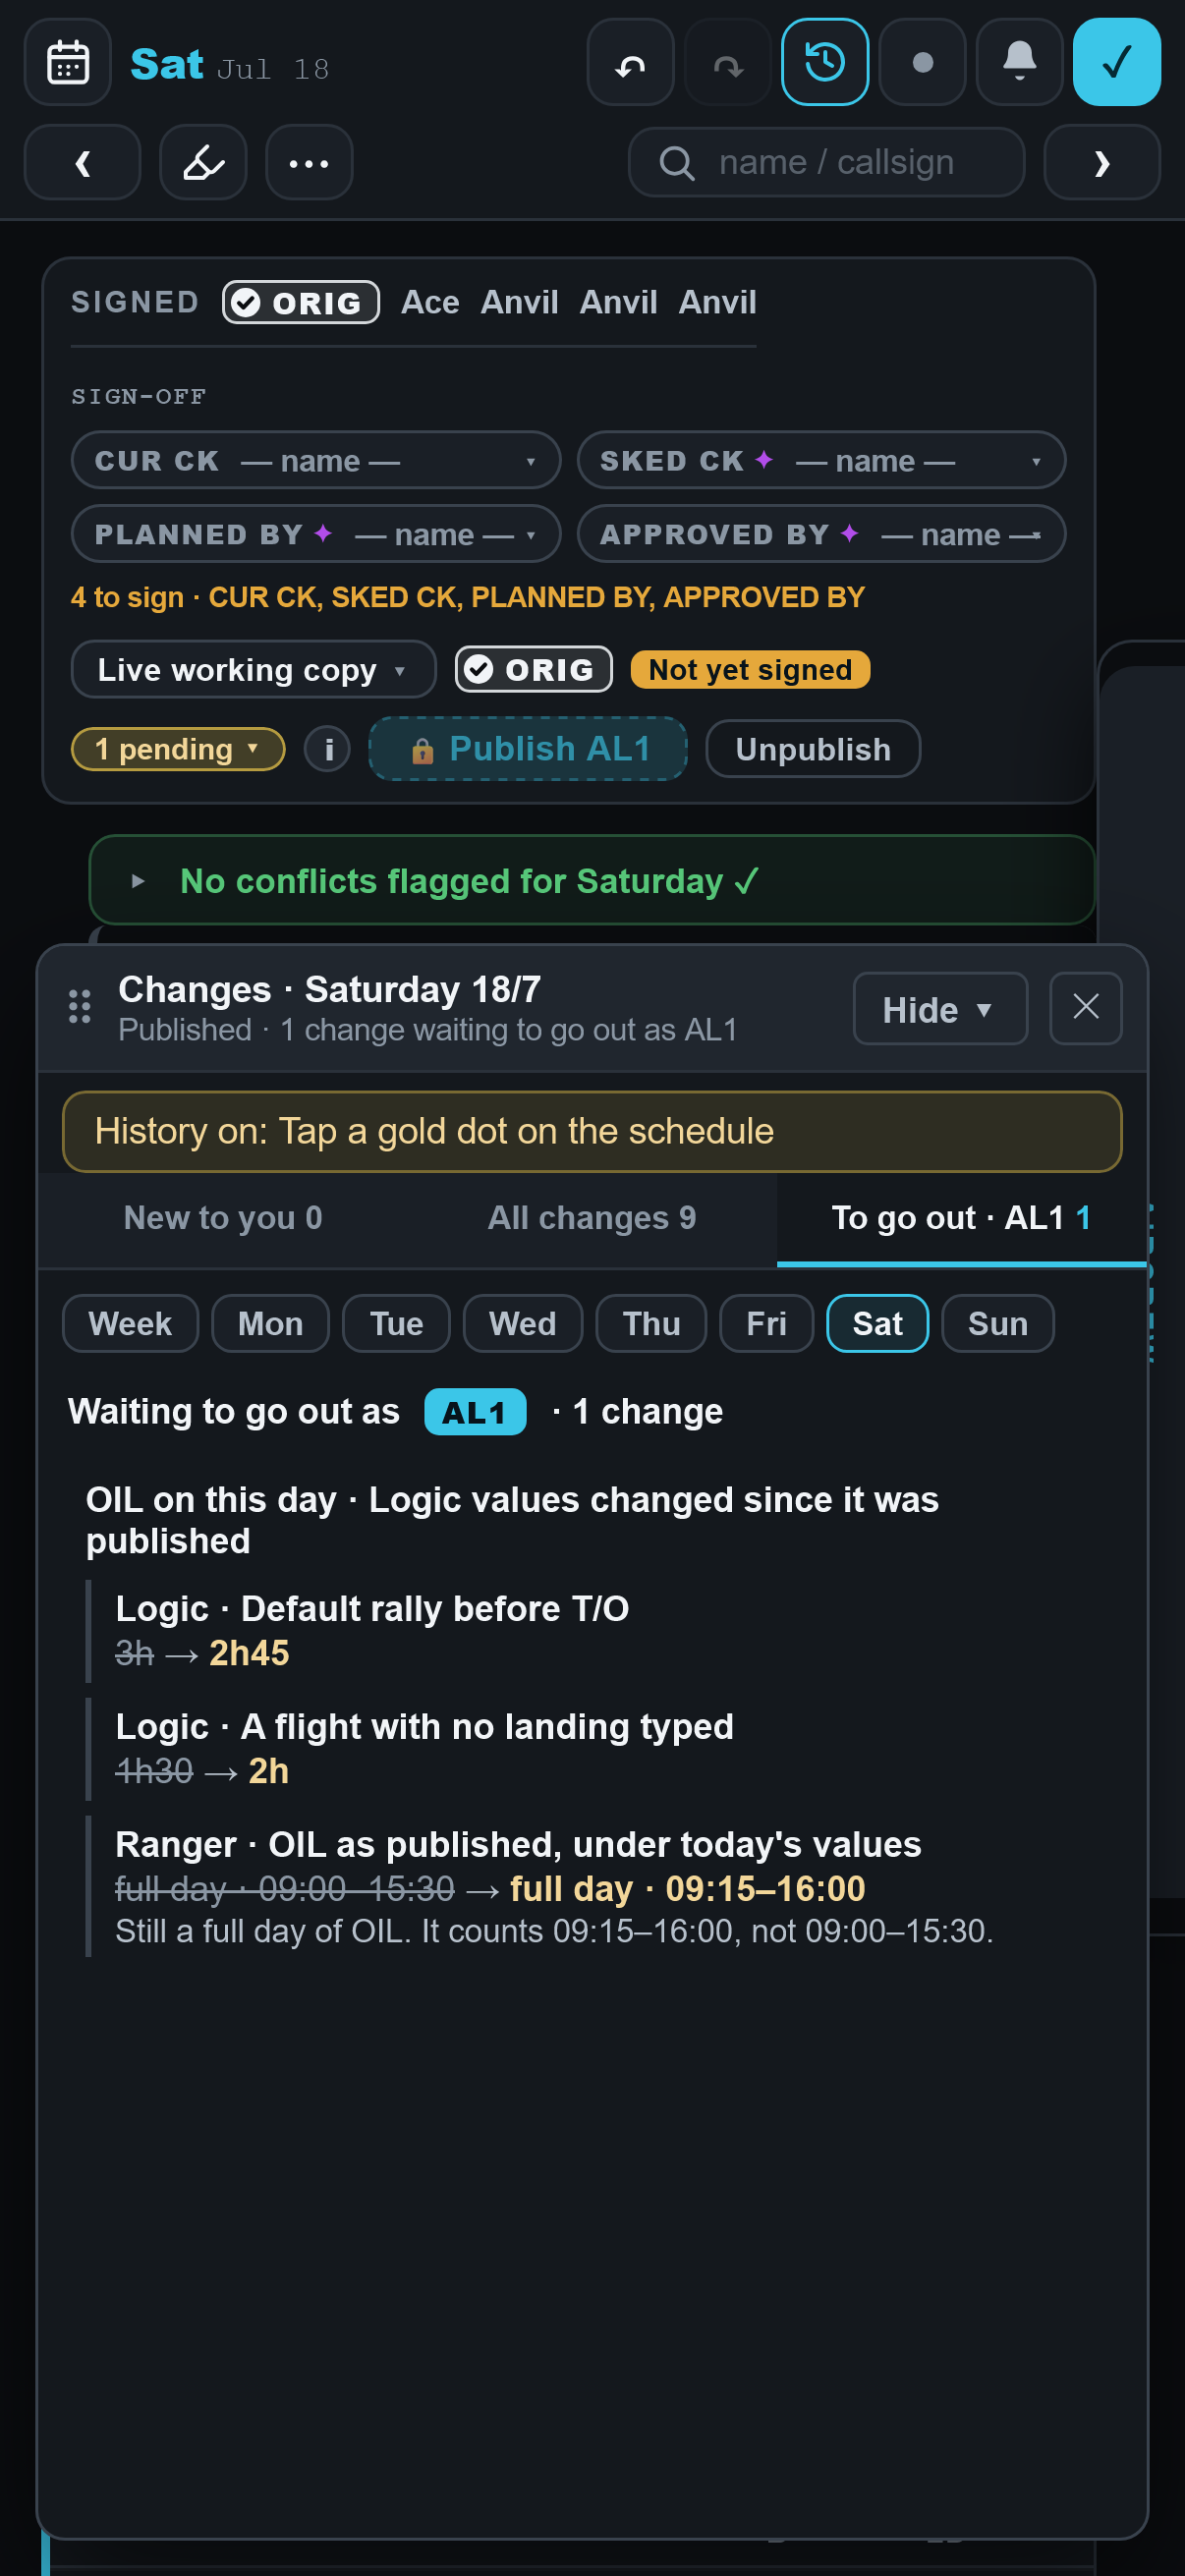 Sat Jul 18
name / callsign
SIGNED ORIG Ace Anvil Anvil Anvil
SIGN-OFF
CUR CK — name —
SKED CK ✦ — name —
PLANNED BY ✦ — name —
APPROVED BY ✦ — name —
4 to sign · CUR CK, SKED CK, PLANNED BY, APPROVED BY
Live working copy ▾ ORIG Not yet signed
1 pending ▾ i Publish AL1 Unpublish
No conflicts flagged for Saturday ✓
Changes · Saturday 18/7
Published · 1 change waiting to go out as AL1
Hide ▾
History on: Tap a gold dot on the schedule
New to you 0 All changes 9 To go out · AL1 1
Week Mon Tue Wed Thu Fri Sat Sun
Waiting to go out as AL1 · 1 change
OIL on this day · Logic values changed since it was
published
Logic · Default rally before T/O
3h → 2h45
Logic · A flight with no landing typed
1h30 → 2h
Ranger · OIL as published, under today's values
full day · 09:00–15:30 → full day · 09:15–16:00
Still a full day of OIL. It counts 09:15–16:00, not 09:00–15:30.